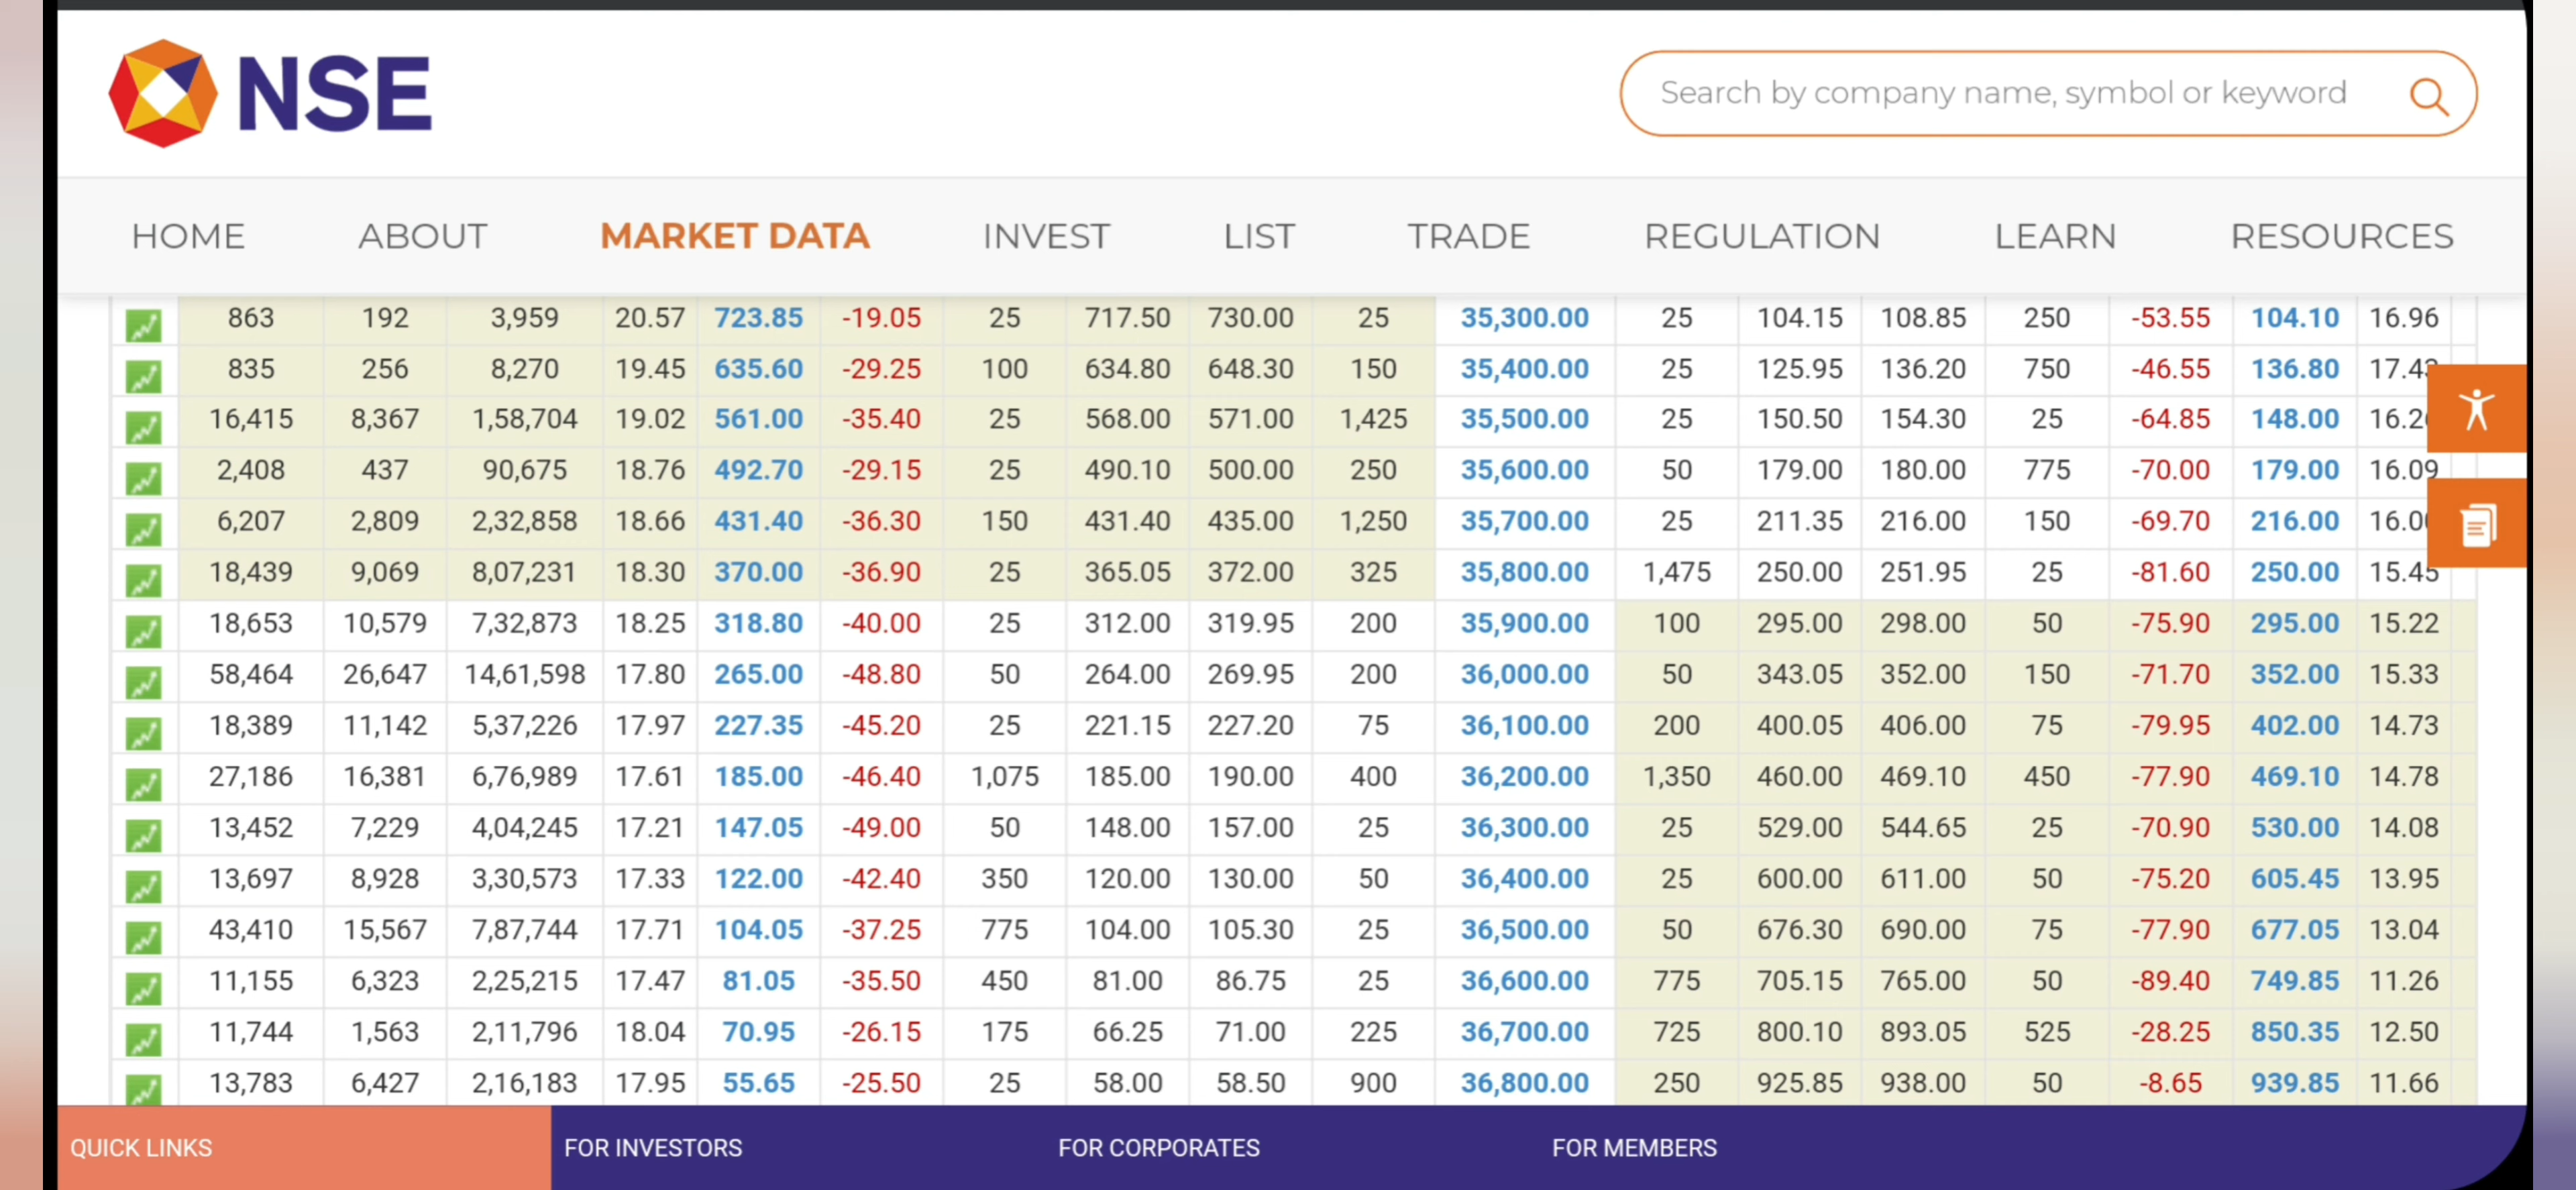 NSE
Search by company name, symbol or keyword
HOME ABOUT MARKET DATA INVEST LIST TRADE REGULATION LEARN RESOURCES
863 192 3,959 20.57 723.85 -19.05 25 717.50 730.00 25 35,300.00 25 104.15 108.85 250 -53.55 104.10 16.96
835 256 8,270 19.45 635.60 -29.25 100 634.80 648.30 150 35,400.00 25 125.95 136.20 750 -46.55 136.80
16,415 8,367 1,58,704 19.02 561.00 -35.40 25 568.00 571.00 1,425 35,500.00 25 150.50 154.30 25 -64.85 148.00
2,408 437 90,675 18.76 492.70 -29.15 25 490.10 500.00 250 35,600.00 50 179.00 180.00 775 -70.00 179.00 16.09
6,207 2,809 2,32,858 18.66 431.40 -36.30 150 431.40 435.00 1,250 35,700.00 25 211.35 216.00 150 -69.70 216.00
18,439 9,069 8,07,231 18.30 370.00 -36.90 25 365.05 372.00 325 35,800.00 1,475 250.00 251.95 25 -81.60 250.00 15.45
18,653 10,579 7,32,873 18.25 318.80 -40.00 25 312.00 319.95 200 35,900.00 100 295.00 298.00 50 -75.90 295.00 15.22
58,464 26,647 14,61,598 17.80 265.00 -48.80 50 264.00 269.95 200 36,000.00 50 343.05 352.00 150 -71.70 352.00 15.33
18,389 11,142 5,37,226 17.97 227.35 -45.20 25 221.15 227.20 75 36,100.00 200 400.05 406.00 75 -79.95 402.00 14.73
27,186 16,381 6,76,989 17.61 185.00 -46.40 1,075 185.00 190.00 400 36,200.00 1,350 460.00 469.10 450 -77.90 469.10 14.78
13,452 7,229 4,04,245 17.21 147.05 -49.00 50 148.00 157.00 25 36,300.00 25 529.00 544.65 25 -70.90 530.00 14.08
13,697 8,928 3,30,573 17.33 122.00 -42.40 350 120.00 130.00 50 36,400.00 25 600.00 611.00 50 -75.20 605.45 13.95
43,410 15,567 7,87,744 17.71 104.05 -37.25 775 104.00 105.30 25 36,500.00 50 676.30 690.00 75 -77.90 677.05 13.04
11,155 6,323 2,25,215 17.47 81.05 -35.50 450 81.00 86.75 25 36,600.00 775 705.15 765.00 50 -89.40 749.85 11.26
11,744 1,563 2,11,796 18.04 70.95 -26.15 175 66.25 71.00 225 36,700.00 725 800.10 893.05 525 -28.25 850.35 12.50
13,783 6,427 2,16,183 17.95 55.65 -25.50 25 58.00 58.50 900 36,800.00 250 925.85 938.00 50 -8.65 939.85 11.66
QUICK LINKS FOR INVESTORS FOR CORPORATES FOR MEMBERS